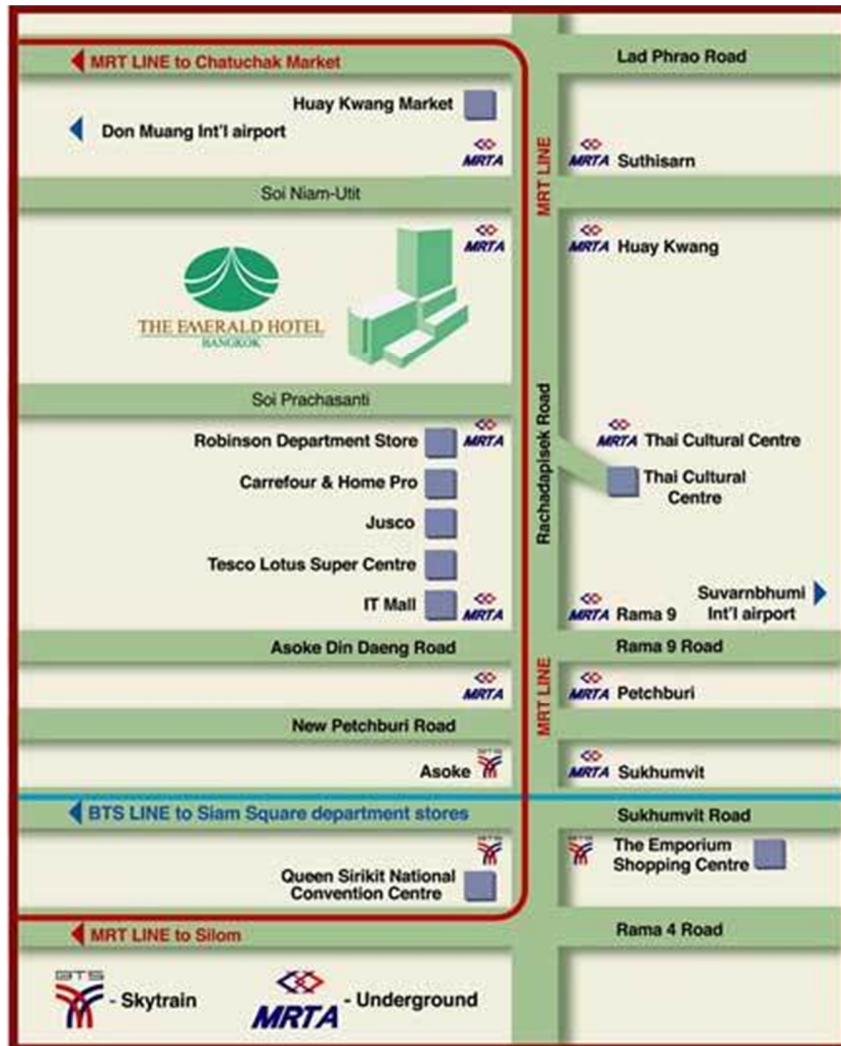 MRT LINE to Chatuchak Market
Lad Phrao Road
Huay Kwang Market
Don Muang Int'l airport
MRTA
MRT LINE
MRTA Suthisarn
Soi Niam-Utit
MRTA
MRTA Huay Kwang
THE EMERALD HOTEL
BANGKOK
Soi Prachasanti
Rachadapisek Road
Robinson Department Store
MRTA
MRTA Thai Cultural Centre
Carrefour & Home Pro
Thai Cultural
Centre
Jusco
Tesco Lotus Super Centre
IT Mall
MRTA
MRTA Rama 9
Suvarnbhumi
Int'l airport
Asoke Din Daeng Road
Rama 9 Road
MRTA
MRT LINE
MRTA Petchburi
New Petchburi Road
Asoke
BTS
MRTA Sukhumvit
BTS LINE to Siam Square department stores
Sukhumvit Road
BTS
BTS
The Emporium
Shopping Centre
Queen Sirikit National
Convention Centre
MRT LINE to Silom
Rama 4 Road
BTS
- Skytrain
MRTA
- Underground